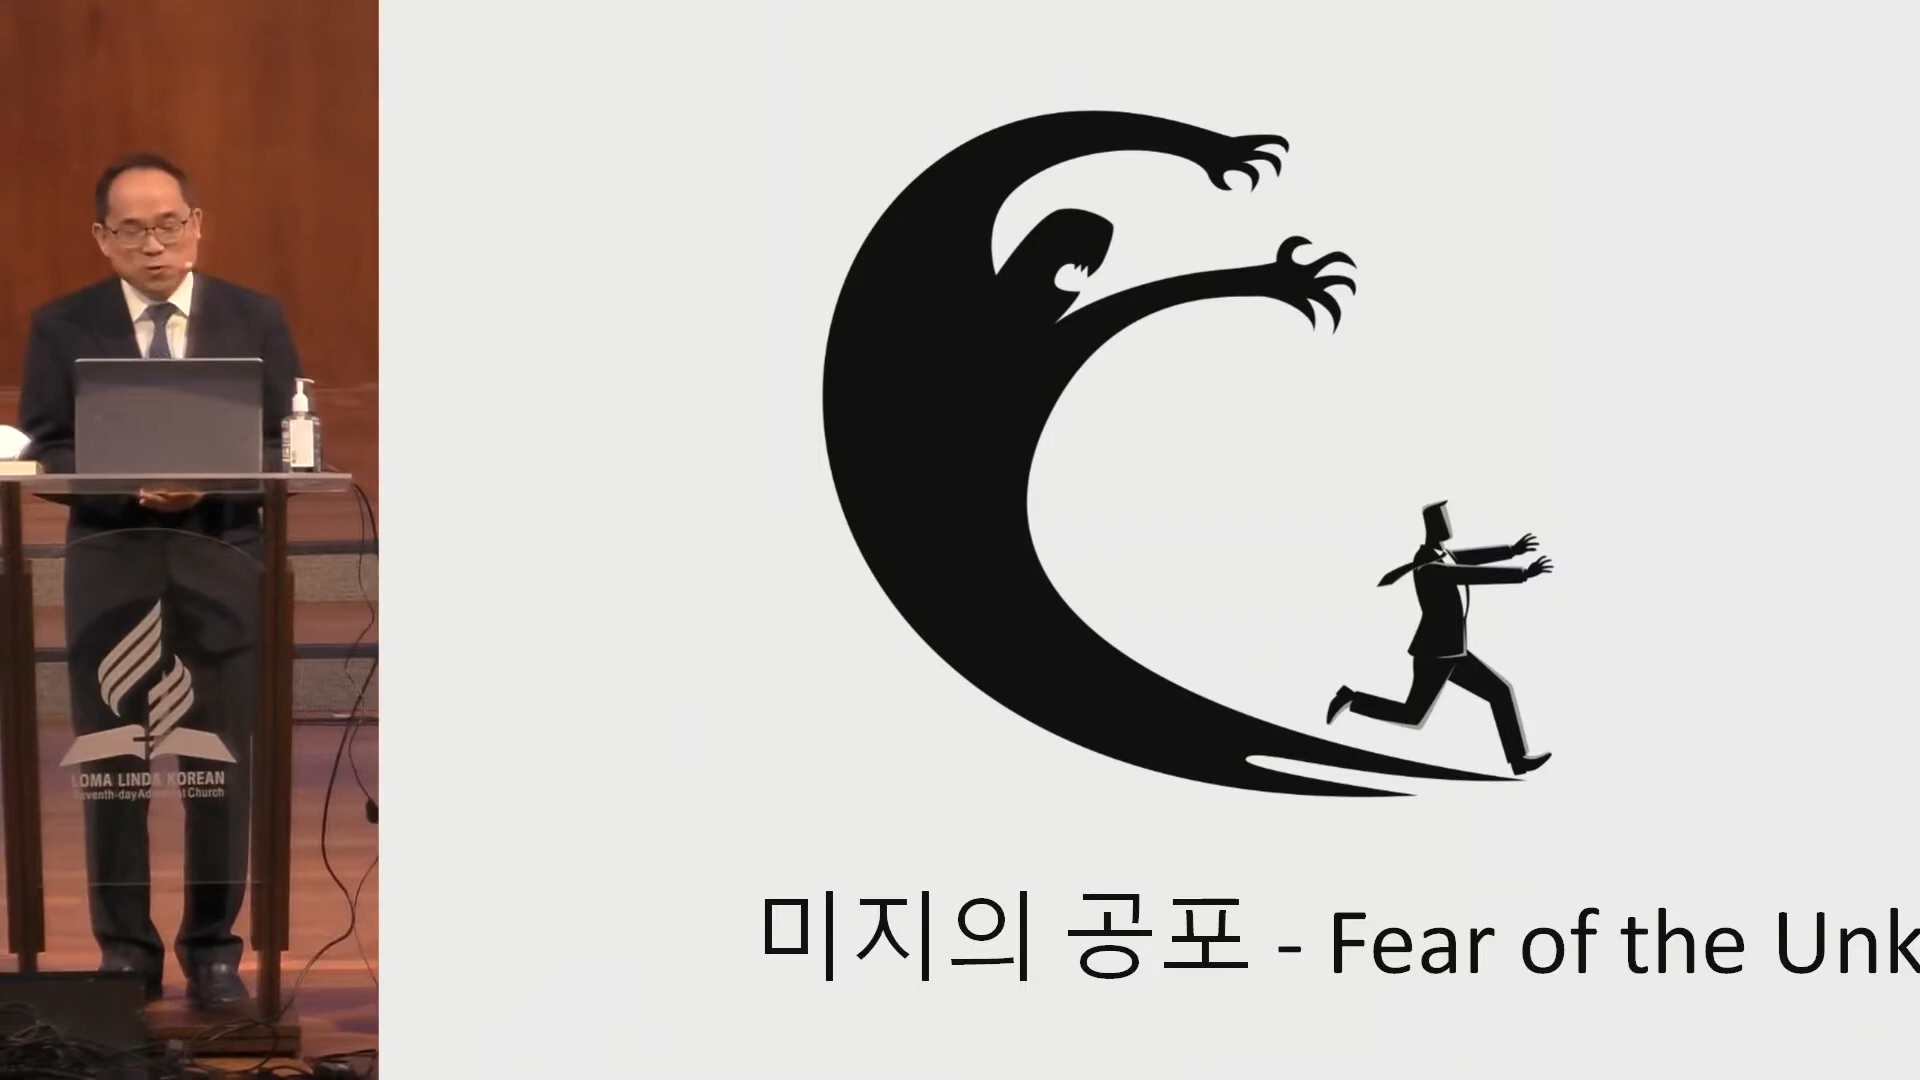 LOMA LINDA KOREAN
Seventh-day Adventist Church
미지의 공포 - Fear of the Unk